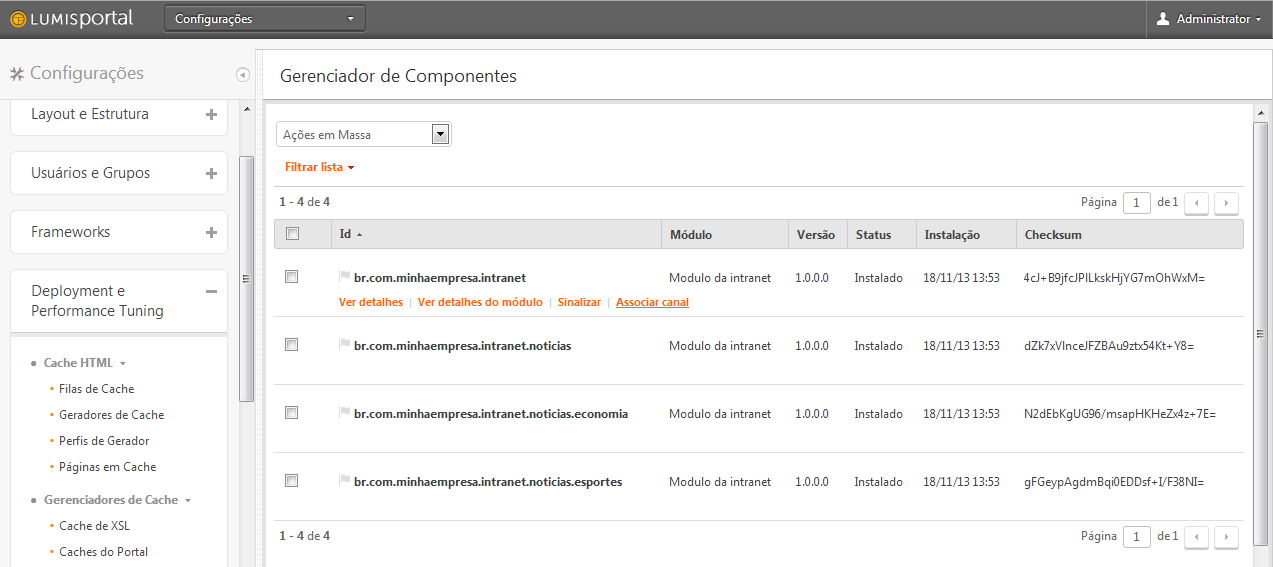 LUMISPORTAL
Configurações
Administrator
Configurações
Layout e Estrutura
Usuários e Grupos
Frameworks
Deployment e
Performance Tuning
Cache HTML
Filas de Cache
Geradores de Cache
Perfis de Gerador
Páginas em Cache
Gerenciadores de Cache
Cache de XSL
Caches do Portal
Gerenciador de Componentes
Ações em Massa
Filtrar lista
1 - 4 de 4 Página 1 de 1
Id Módulo Versão Status Instalação Checksum
br.com.minhaempresa.intranet Modulo da intranet 1.0.0.0 Instalado 18/11/13 13:53 4cJ+B9jfcJPILkskHjYG7mOhWxM=
Ver detalhes | Ver detalhes do módulo | Sinalizar | Associar canal
br.com.minhaempresa.intranet.noticias Modulo da intranet 1.0.0.0 Instalado 18/11/13 13:53 dZk7xVInceJFZBAu9ztx54Kt+Y8=
br.com.minhaempresa.intranet.noticias.economia Modulo da intranet 1.0.0.0 Instalado 18/11/13 13:53 N2dEbKgUG96/msapHKHeZx4z+7E=
br.com.minhaempresa.intranet.noticias.esportes Modulo da intranet 1.0.0.0 Instalado 18/11/13 13:53 gFGeypAgdmBqi0EDDsf+I/F38NI=
1 - 4 de 4 Página 1 de 1